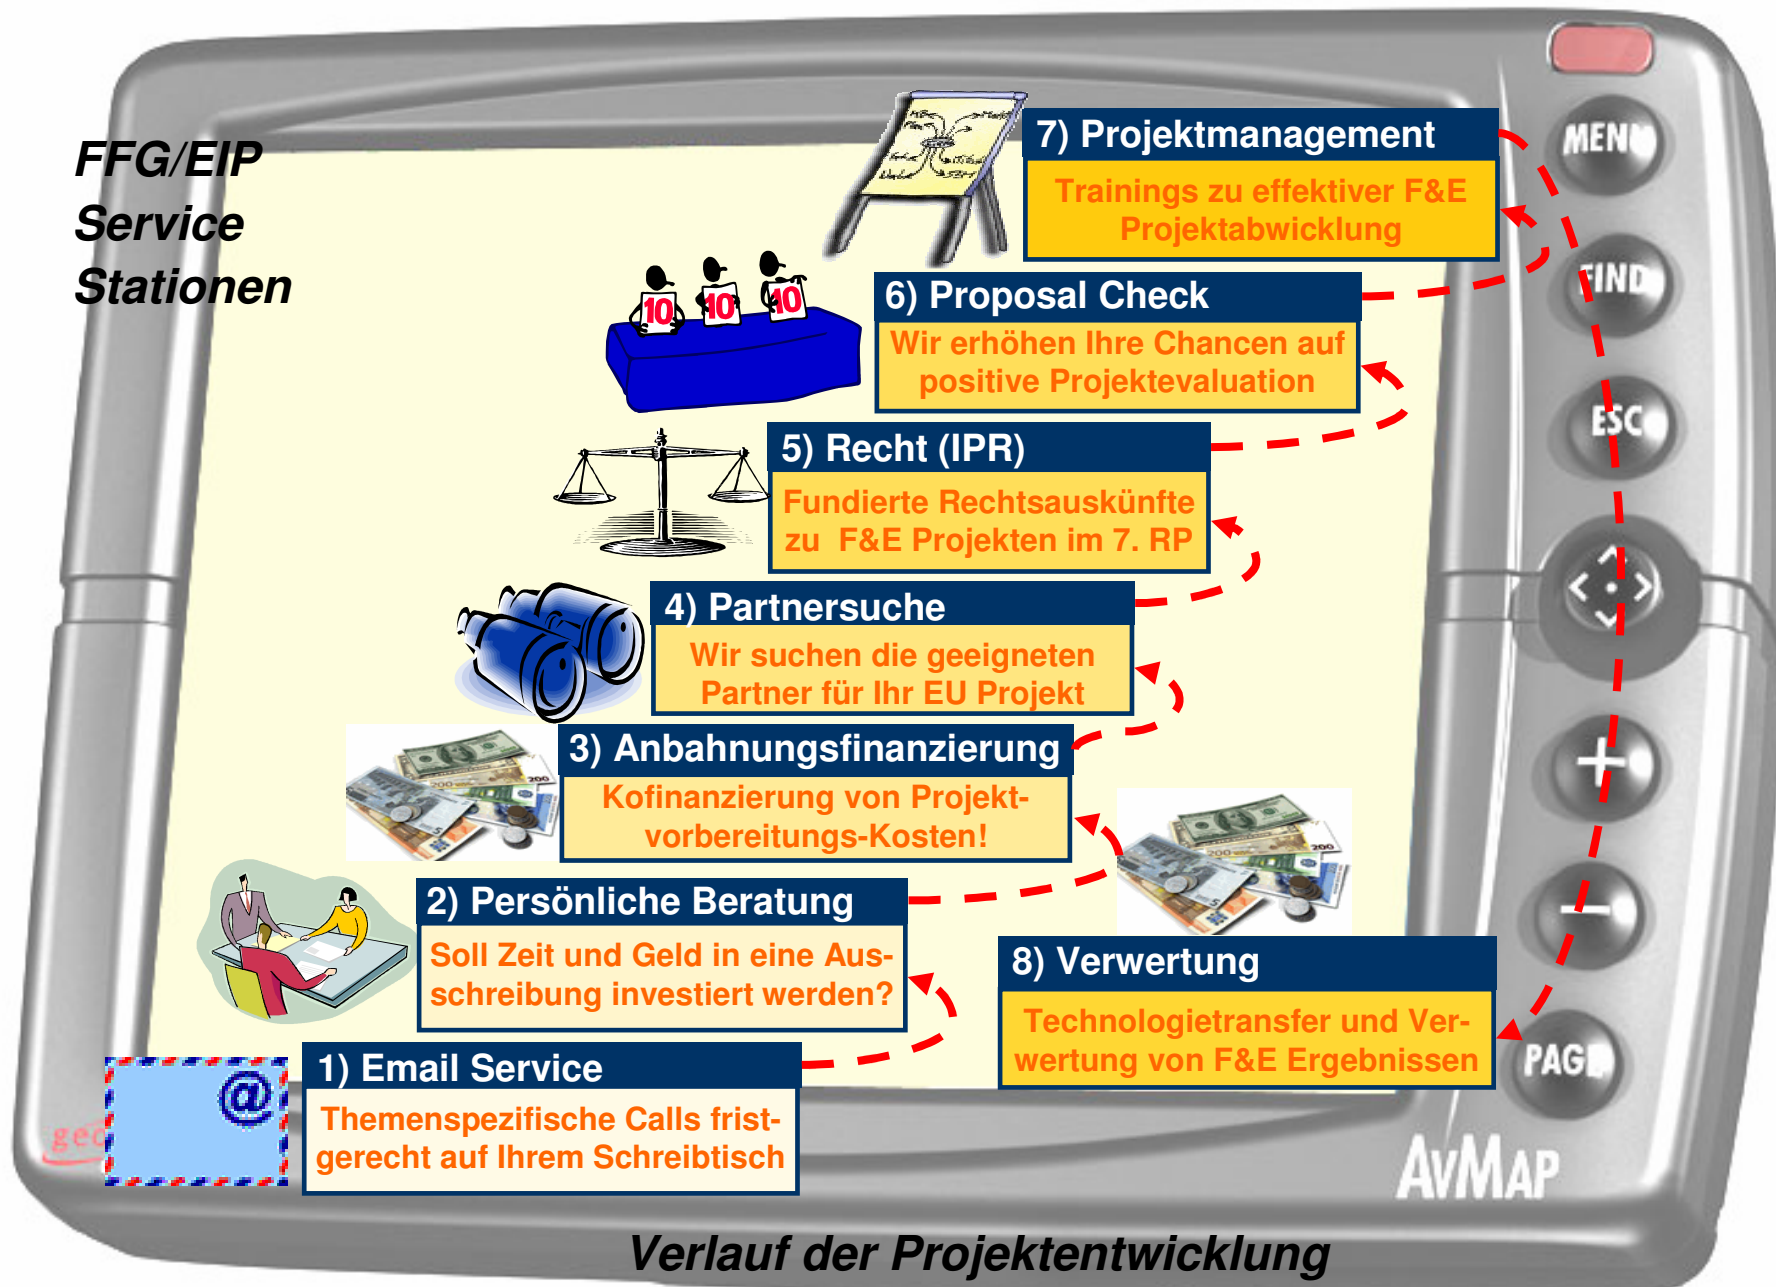 FFG/EIP
Service
Stationen
7) Projektmanagement
Trainings zu effektiver F&E
Projektabwicklung
6) Proposal Check
Wir erhöhen Ihre Chancen auf
positive Projektevaluation
10 10 10
5) Recht (IPR)
Fundierte Rechtsauskünfte
zu F&E Projekten im 7. RP
4) Partnersuche
Wir suchen die geeigneten
Partner für Ihr EU Projekt
3) Anbahnungsfinanzierung
Kofinanzierung von Projekt-
vorbereitungs-Kosten!
2) Persönliche Beratung
Soll Zeit und Geld in eine Aus-
schreibung investiert werden?
1) Email Service
Themenspezifische Calls frist-
gerecht auf Ihrem Schreibtisch
@
8) Verwertung
Technologietransfer und Ver-
wertung von F&E Ergebnissen
MENU
FIND
ESC
+
−
PAGE
AvMap
Verlauf der Projektentwicklung